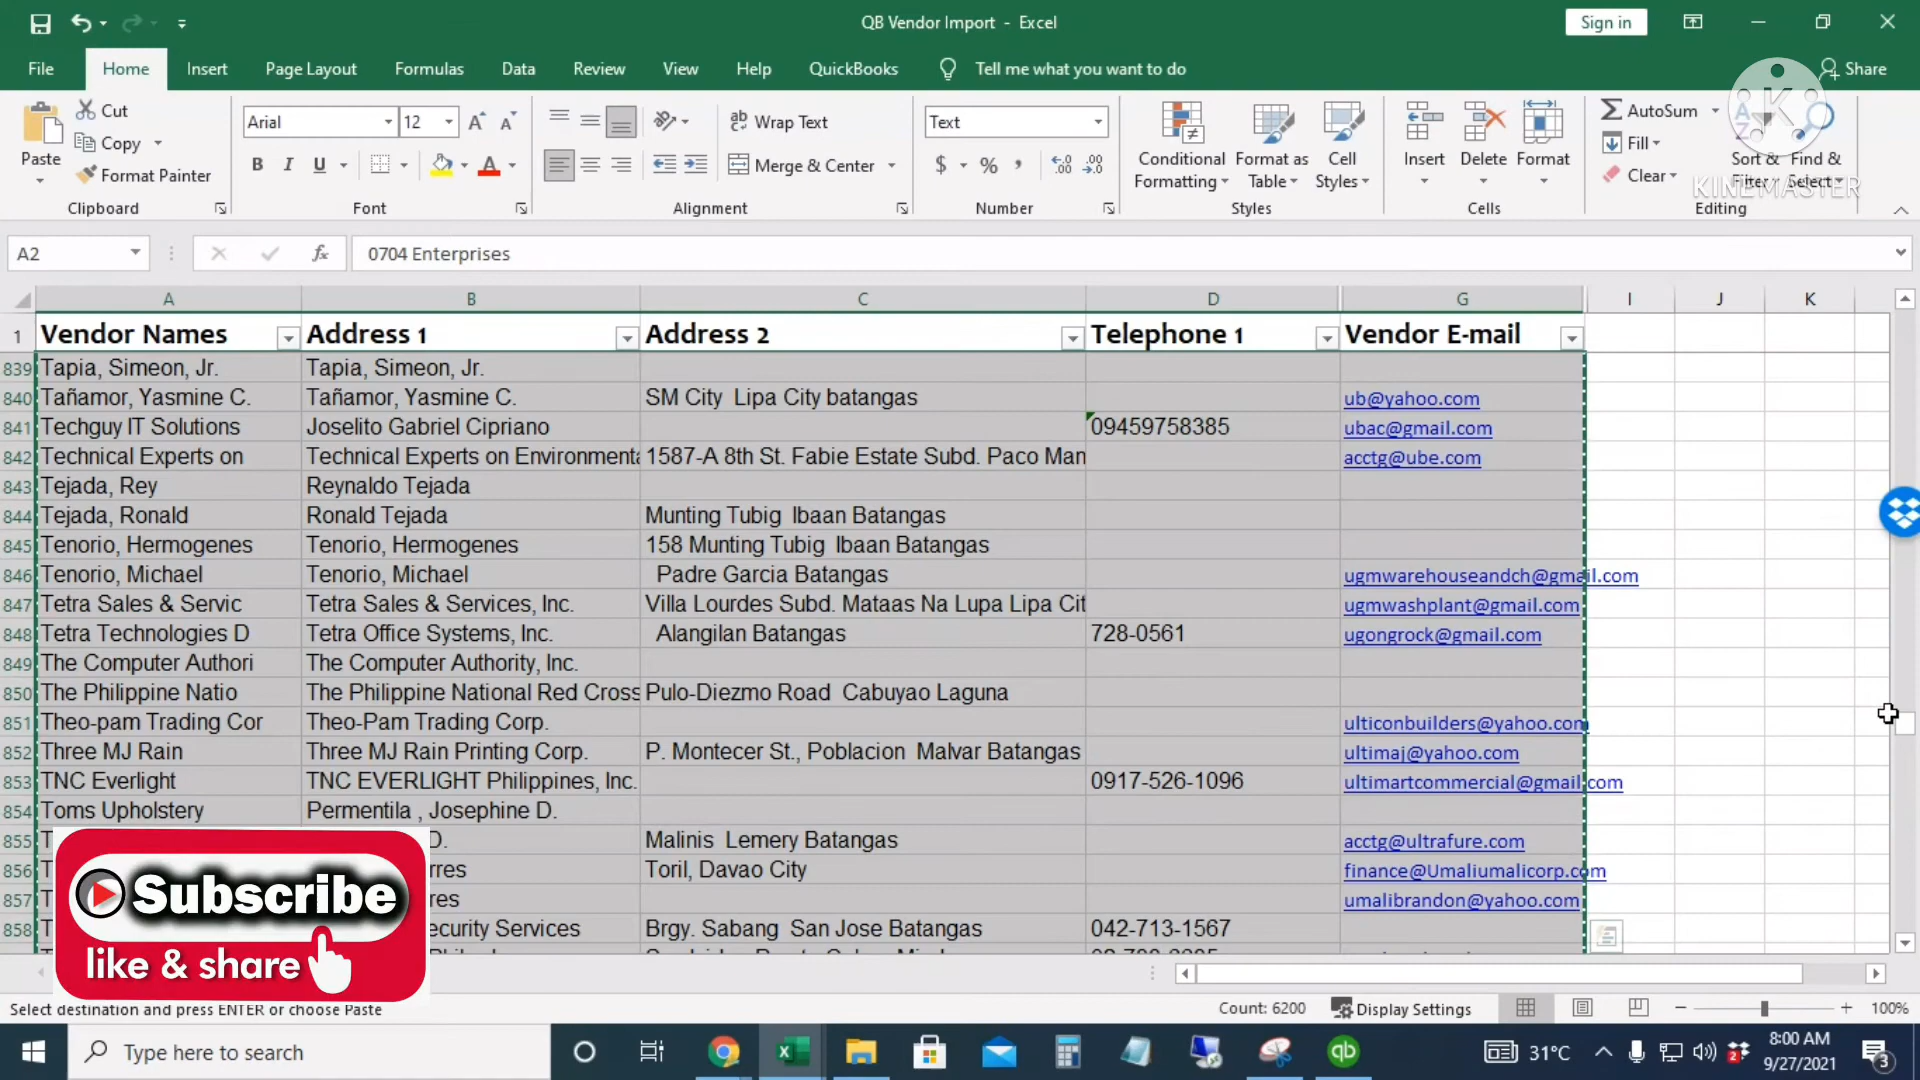 QB Vendor Import - Excel
Sign in
File Home Insert Page Layout Formulas Data Review View Help QuickBooks Tell me what you want to do Share
Paste
Cut
Copy
Format Painter
Clipboard
Arial 12
B I U
Font
Wrap Text
Merge & Center
Alignment
Text
$ %
Number
Conditional Formatting
Format as Table
Cell Styles
Styles
Insert
Delete
Format
Cells
AutoSum
Fill
Clear
Sort & Filter
Find & Select
Editing
KINEMASTER
A2 fx 0704 Enterprises
A B C D G I J K
1 Vendor Names Address 1 Address 2 Telephone 1 Vendor E-mail
839 Tapia, Simeon, Jr. Tapia, Simeon, Jr.
840 Tañamor, Yasmine C. Tañamor, Yasmine C. SM City Lipa City batangas ub@yahoo.com
841 Techguy IT Solutions Joselito Gabriel Cipriano 09459758385 ubac@gmail.com
842 Technical Experts on Technical Experts on Environmenta 1587-A 8th St. Fabie Estate Subd. Paco Man acctg@ube.com
843 Tejada, Rey Reynaldo Tejada
844 Tejada, Ronald Ronald Tejada Munting Tubig Ibaan Batangas
845 Tenorio, Hermogenes Tenorio, Hermogenes 158 Munting Tubig Ibaan Batangas
846 Tenorio, Michael Tenorio, Michael Padre Garcia Batangas ugmwarehouseandch@gmail.com
847 Tetra Sales & Servic Tetra Sales & Services, Inc. Villa Lourdes Subd. Mataas Na Lupa Lipa Cit ugmwashplant@gmail.com
848 Tetra Technologies D Tetra Office Systems, Inc. Alangilan Batangas 728-0561 ugongrock@gmail.com
849 The Computer Authori The Computer Authority, Inc.
850 The Philippine Natio The Philippine National Red Cross Pulo-Diezmo Road Cabuyao Laguna
851 Theo-pam Trading Cor Theo-Pam Trading Corp. ulticonbuilders@yahoo.com
852 Three MJ Rain Three MJ Rain Printing Corp. P. Montecer St., Poblacion Malvar Batangas ultimaj@yahoo.com
853 TNC Everlight TNC EVERLIGHT Philippines, Inc. 0917-526-1096 ultimartcommercial@gmail.com
854 Toms Upholstery Permentila , Josephine D.
855 T D. Malinis Lemery Batangas acctg@ultrafure.com
856 T rres Toril, Davao City finance@Umaliumalicorp.com
857 T res umalibrandon@yahoo.com
858 T ecurity Services Brgy. Sabang San Jose Batangas 042-713-1567
Subscribe
like & share
Select destination and press ENTER or choose Paste Count: 6200 Display Settings 100%
Type here to search
31°C
8:00 AM
9/27/2021
3